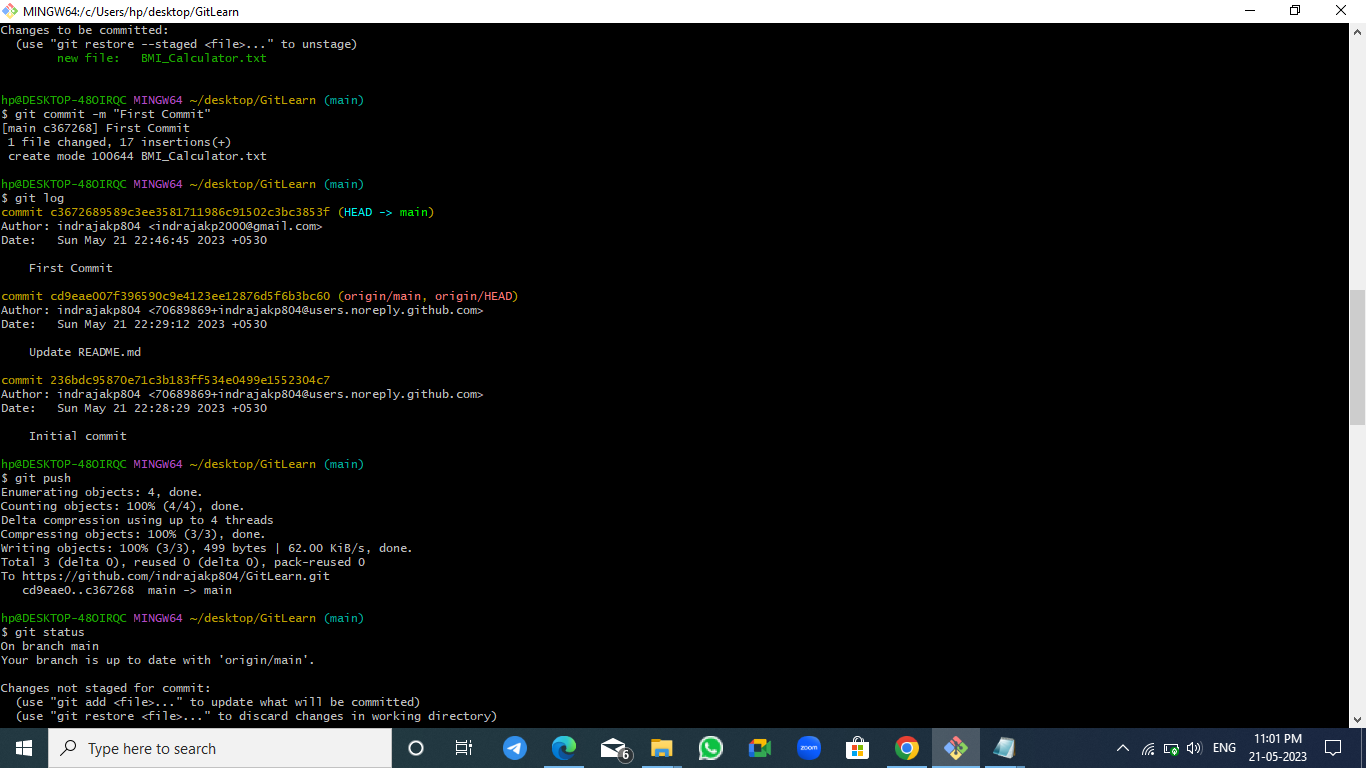 MINGW64:/c/Users/hp/desktop/GitLearn
Changes to be committed:
  (use "git restore --staged <file>..." to unstage)
        new file:   BMI_Calculator.txt
hp@DESKTOP-48OIRQC MINGW64 ~/desktop/GitLearn (main)
$ git commit -m "First Commit"
[main c367268] First Commit
 1 file changed, 17 insertions(+)
 create mode 100644 BMI_Calculator.txt
hp@DESKTOP-48OIRQC MINGW64 ~/desktop/GitLearn (main)
$ git log
commit c3672689589c3ee3581711986c91502c3bc3853f (HEAD -> main)
Author: indrajakp804 <indrajakp2000@gmail.com>
Date:   Sun May 21 22:46:45 2023 +0530
    First Commit
commit cd9eae007f396590c9e4123ee12876d5f6b3bc60 (origin/main, origin/HEAD)
Author: indrajakp804 <70689869+indrajakp804@users.noreply.github.com>
Date:   Sun May 21 22:29:12 2023 +0530
    Update README.md
commit 236bdc95870e71c3b183ff534e0499e1552304c7
Author: indrajakp804 <70689869+indrajakp804@users.noreply.github.com>
Date:   Sun May 21 22:28:29 2023 +0530
    Initial commit
hp@DESKTOP-48OIRQC MINGW64 ~/desktop/GitLearn (main)
$ git push
Enumerating objects: 4, done.
Counting objects: 100% (4/4), done.
Delta compression using up to 4 threads
Compressing objects: 100% (3/3), done.
Writing objects: 100% (3/3), 499 bytes | 62.00 KiB/s, done.
Total 3 (delta 0), reused 0 (delta 0), pack-reused 0
To https://github.com/indrajakp804/GitLearn.git
   cd9eae0..c367268  main -> main
hp@DESKTOP-48OIRQC MINGW64 ~/desktop/GitLearn (main)
$ git status
On branch main
Your branch is up to date with 'origin/main'.
Changes not staged for commit:
  (use "git add <file>..." to update what will be committed)
  (use "git restore <file>..." to discard changes in working directory)
Type here to search
6
zoom
ENG
11:01 PM
21-05-2023